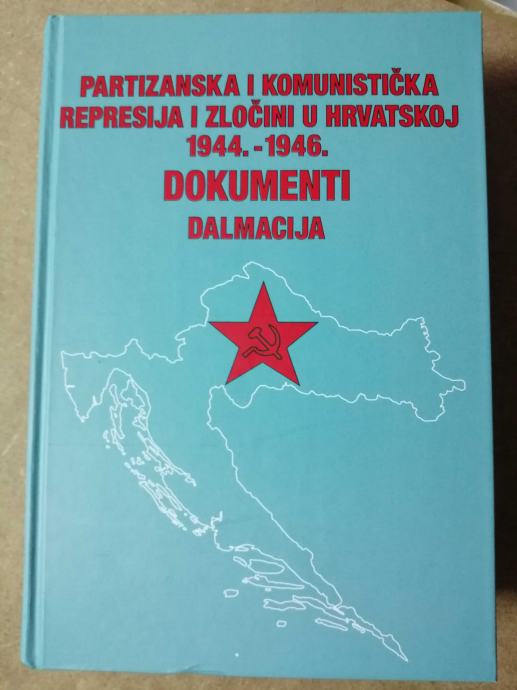 PARTIZANSKA I KOMUNISTIČKA
REPRESIJA I ZLOČINI U HRVATSKOJ
1944.-1946.
DOKUMENTI
DALMACIJA